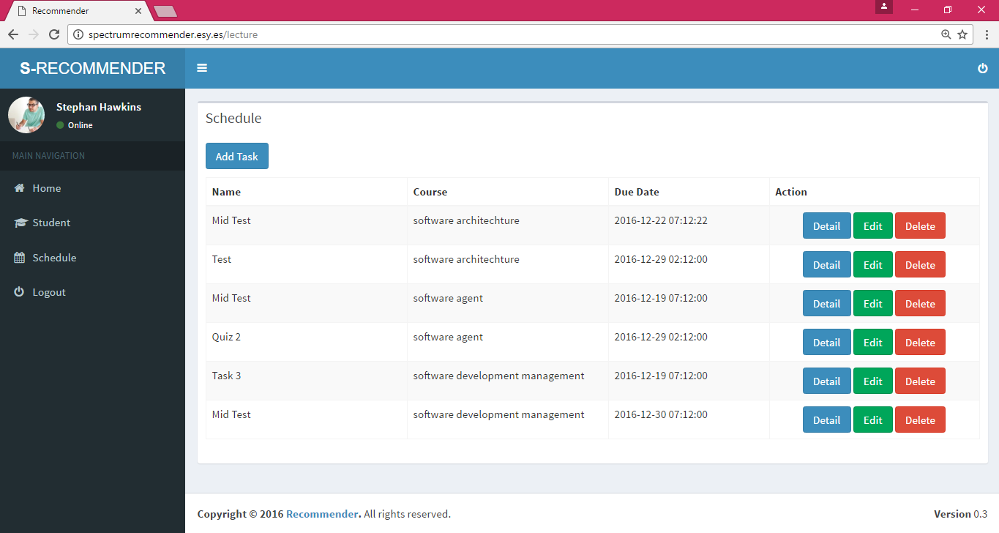 Recommender
spectrumrecommender.esy.es/lecture
S-RECOMMENDER
Stephan Hawkins
Online
MAIN NAVIGATION
Home
Student
Schedule
Logout
Schedule
Add Task
Name Course Due Date Action
Mid Test software architechture 2016-12-22 07:12:22 Detail Edit Delete
Test software architechture 2016-12-29 02:12:00 Detail Edit Delete
Mid Test software agent 2016-12-19 07:12:00 Detail Edit Delete
Quiz 2 software agent 2016-12-29 02:12:00 Detail Edit Delete
Task 3 software development management 2016-12-19 07:12:00 Detail Edit Delete
Mid Test software development management 2016-12-30 07:12:00 Detail Edit Delete
Copyright © 2016 Recommender. All rights reserved. Version 0.3